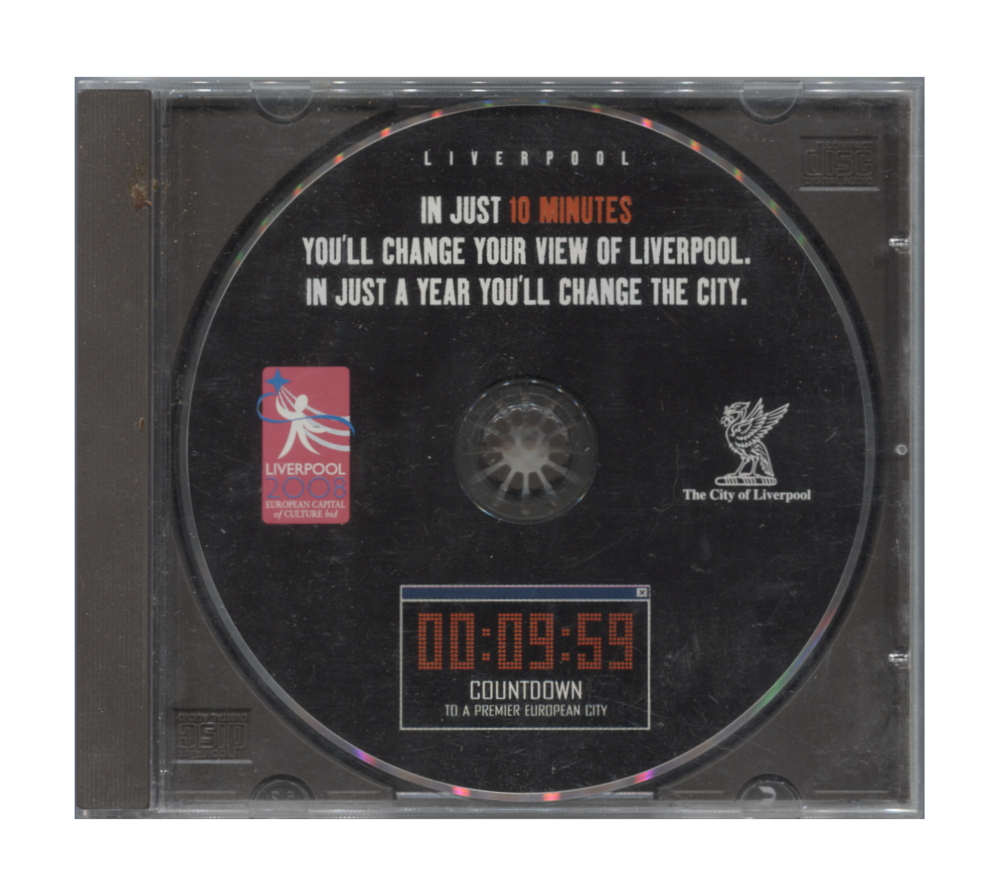 LIVERPOOL
IN JUST 10 MINUTES
YOU'LL CHANGE YOUR VIEW OF LIVERPOOL.
IN JUST A YEAR YOU'LL CHANGE THE CITY.
LIVERPOOL
2008
EUROPEAN CAPITAL
of CULTURE bid
The City of Liverpool
00:09:59
COUNTDOWN
TO A PREMIER EUROPEAN CITY
COMPACT
disc